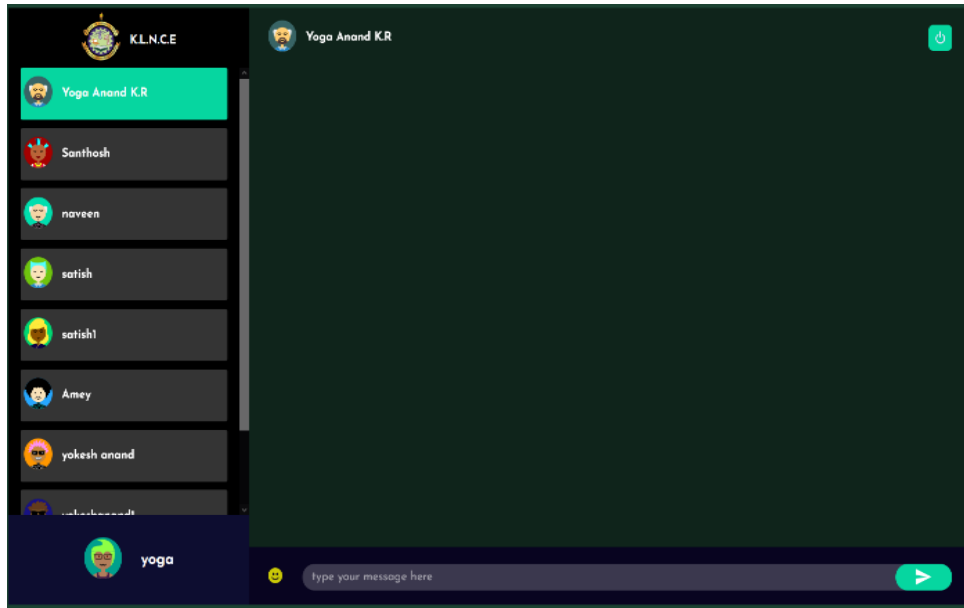 K.L.N.C.E
Yoga Anand K.R
Santhosh
naveen
satish
satish1
Amey
yokesh anand
yoga
Yoga Anand K.R
type your message here